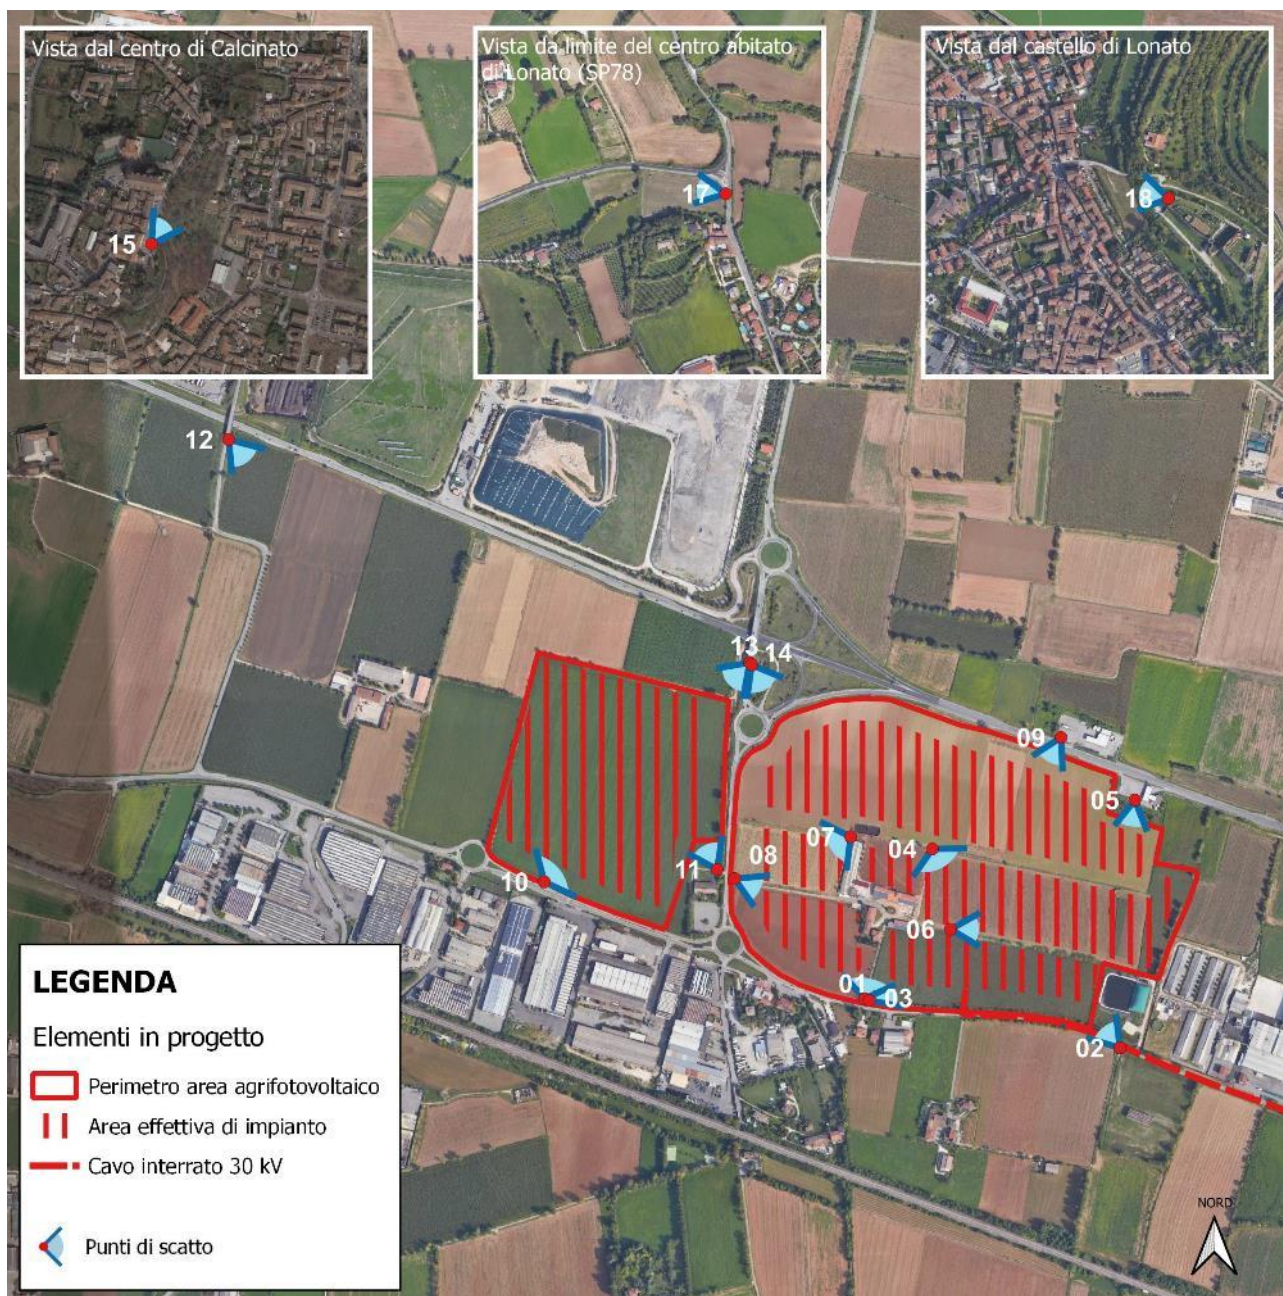 Vista dal centro di Calcinato
Vista da limite del centro abitato
di Lonato (SP78)
Vista dal castello di Lonato
15
17
18
12
13
14
09
05
07
04
08
11
10
06
01
03
02
LEGENDA
Elementi in progetto
Perimetro area agrifotovoltaico
Area effettiva di impianto
Cavo interrato 30 kV
Punti di scatto
NORD